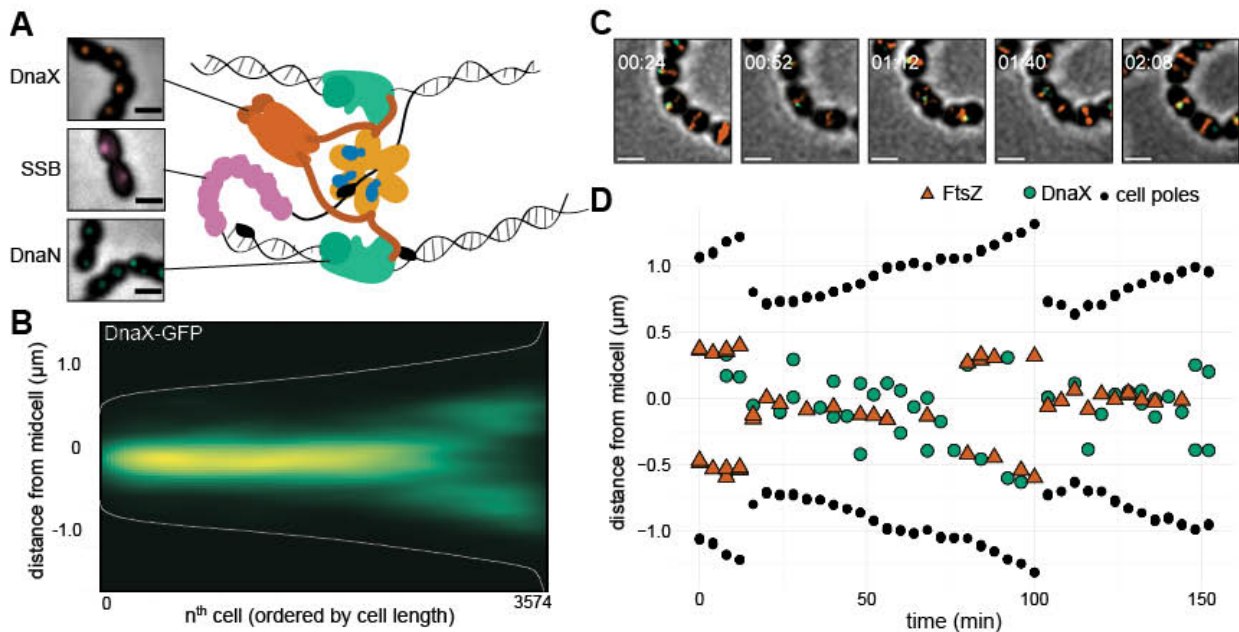 A
DnaX
SSB
DnaN
B
DnaX-GFP
distance from midcell (µm)
1.0
0
-1.0
0
3574
nth cell (ordered by cell length)
C
00:24
00:52
01:12
01:40
02:08
D
FtsZ
DnaX
cell poles
distance from midcell (µm)
1.0
0.5
0.0
−0.5
−1.0
0
50
100
150
time (min)